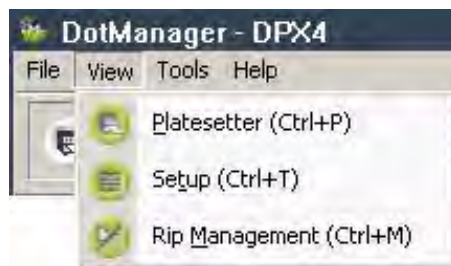 DotManager - DPX4
File View Tools Help
Platesetter (Ctrl+P)
Setup (Ctrl+T)
Rip Management (Ctrl+M)